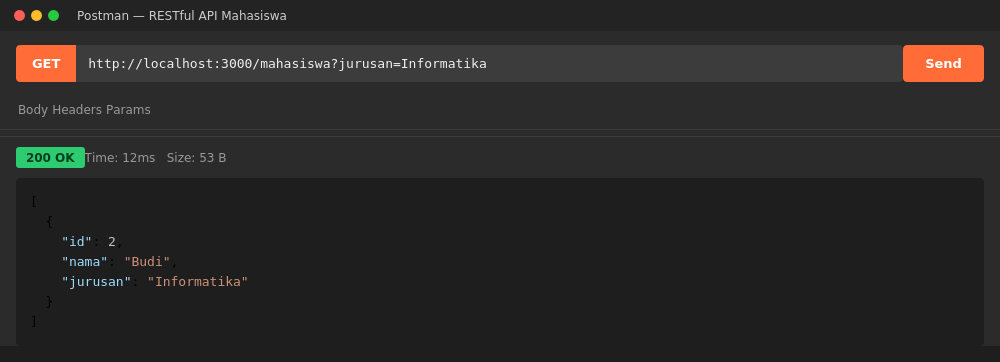 Postman — RESTful API Mahasiswa
GET http://localhost:3000/mahasiswa?jurusan=Informatika Send
Body Headers Params
200 OK Time: 12ms Size: 53 B
[
  {
    "id": 2,
    "nama": "Budi",
    "jurusan": "Informatika"
  }
]